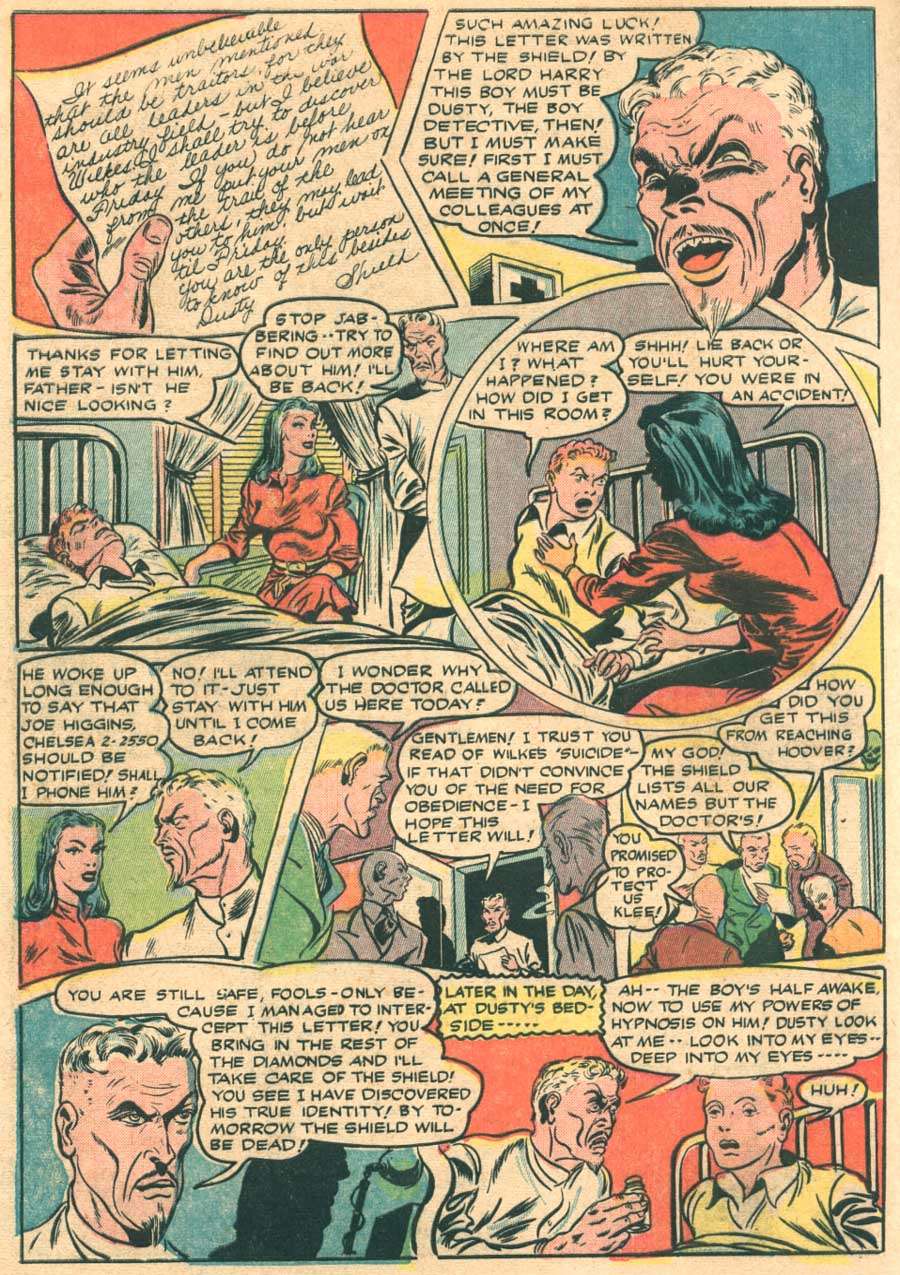 It seems unbelievable
that the men mentioned
should be traitors, for they
are all leaders in the war
industry field - but I believe
Wilkes. I shall try to discover
who the leader is before
Friday. If you do not hear
from me put your men on
the trail of the
others, they may lead
you to him, but wait
'til Friday.
You are the only person
to know of this besides
Dusty Shield
SUCH AMAZING LUCK!
THIS LETTER WAS WRITTEN
BY THE SHIELD! BY
THE LORD HARRY
THIS BOY MUST BE
DUSTY, THE BOY
DETECTIVE, THEN!
BUT I MUST MAKE
SURE! FIRST I MUST
CALL A GENERAL
MEETING OF MY
COLLEAGUES AT
ONCE!
THANKS FOR LETTING
ME STAY WITH HIM,
FATHER - ISN'T HE
NICE LOOKING?
STOP JAB-
BERING -- TRY TO
FIND OUT MORE
ABOUT HIM! I'LL
BE BACK!
WHERE AM
I? WHAT
HAPPENED?
HOW DID I GET
IN THIS ROOM?
SHHH! LIE BACK OR
YOU'LL HURT YOUR-
SELF! YOU WERE IN
AN ACCIDENT!
HE WOKE UP
LONG ENOUGH
TO SAY THAT
JOE HIGGINS,
CHELSEA 2-2550
SHOULD BE
NOTIFIED! SHALL
I PHONE HIM?
NO! I'LL ATTEND
TO IT - JUST
STAY WITH HIM
UNTIL I COME
BACK!
I WONDER WHY
THE DOCTOR CALLED
US HERE TODAY?
GENTLEMEN! I TRUST YOU
READ OF WILKE'S "SUICIDE" -
IF THAT DIDN'T CONVINCE
YOU OF THE NEED FOR
OBEDIENCE - I
HOPE THIS
LETTER WILL!
MY GOD!
THE SHIELD
LISTS ALL OUR
NAMES BUT THE
DOCTOR'S!
HOW
DID YOU
GET THIS
FROM REACHING
HOOVER?
YOU
PROMISED
TO PRO-
TECT
US
KLEE!
YOU ARE STILL SAFE, FOOLS - ONLY BE-
CAUSE I MANAGED TO INTER-
CEPT THIS LETTER! YOU
BRING IN THE REST OF
THE DIAMONDS AND I'LL
TAKE CARE OF THE SHIELD!
YOU SEE I HAVE DISCOVERED
HIS TRUE IDENTITY! BY TO-
MORROW THE SHIELD WILL
BE DEAD!
LATER IN THE DAY,
AT DUSTY'S BED-
SIDE -----
AH -- THE BOY'S HALF AWAKE,
NOW TO USE MY POWERS OF
HYPNOSIS ON HIM! DUSTY LOOK
AT ME -- LOOK INTO MY EYES --
DEEP INTO MY EYES ----
HUH!